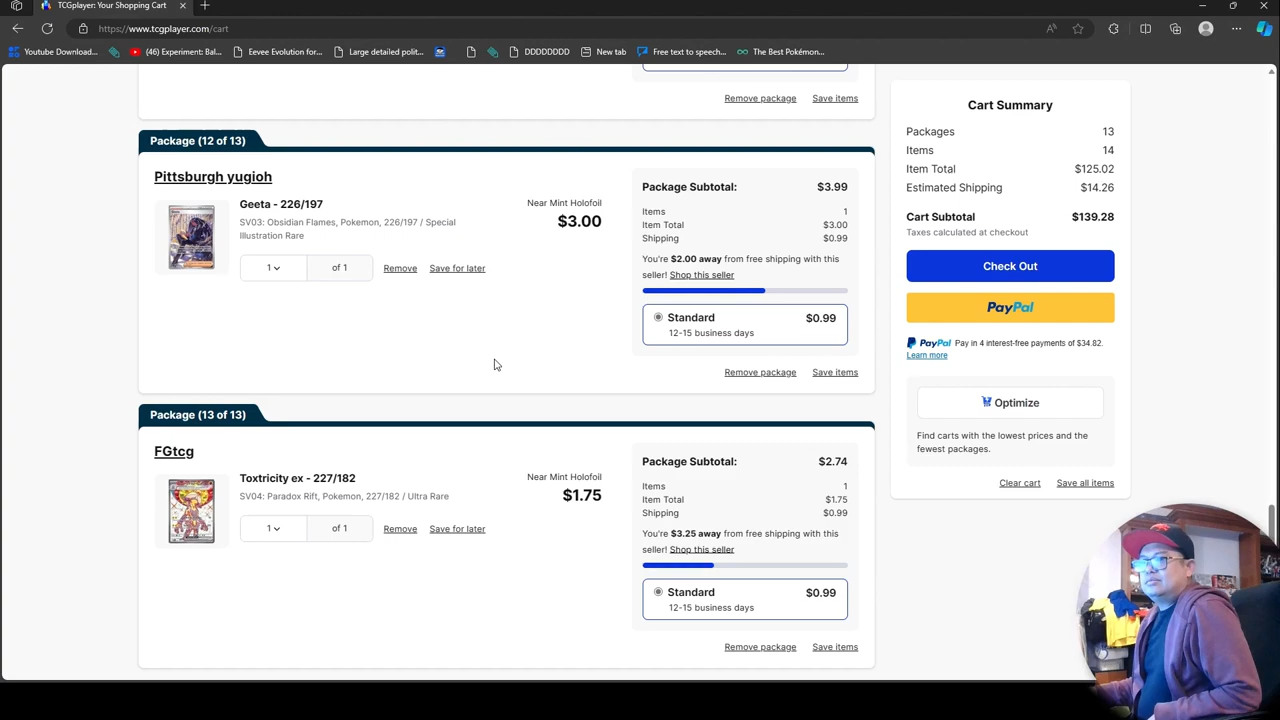 TCGplayer: Your Shopping Cart
https://www.tcgplayer.com/cart
Youtube Download...
(46) Experiment: Bal...
Eevee Evolution for...
Large detailed polit...
DDDDDDDD
New tab
Free text to speech...
The Best Pokémon...
Remove package Save items
Package (12 of 13)
Pittsburgh yugioh
Geeta - 226/197
SV03: Obsidian Flames, Pokemon, 226/197 / Special
Illustration Rare
1 of 1 Remove Save for later
Near Mint Holofoil
$3.00
Package Subtotal: $3.99
Items 1
Item Total $3.00
Shipping $0.99
You're $2.00 away from free shipping with this
seller! Shop this seller
Standard $0.99
12-15 business days
Remove package Save items
Package (13 of 13)
FGtcg
Toxtricity ex - 227/182
SV04: Paradox Rift, Pokemon, 227/182 / Ultra Rare
1 of 1 Remove Save for later
Near Mint Holofoil
$1.75
Package Subtotal: $2.74
Items 1
Item Total $1.75
Shipping $0.99
You're $3.25 away from free shipping with this
seller! Shop this seller
Standard $0.99
12-15 business days
Remove package Save items
Cart Summary
Packages 13
Items 14
Item Total $125.02
Estimated Shipping $14.26
Cart Subtotal $139.28
Taxes calculated at checkout
Check Out
PayPal
PayPal Pay in 4 interest-free payments of $34.82.
Learn more
Optimize
Find carts with the lowest prices and the
fewest packages.
Clear cart Save all items